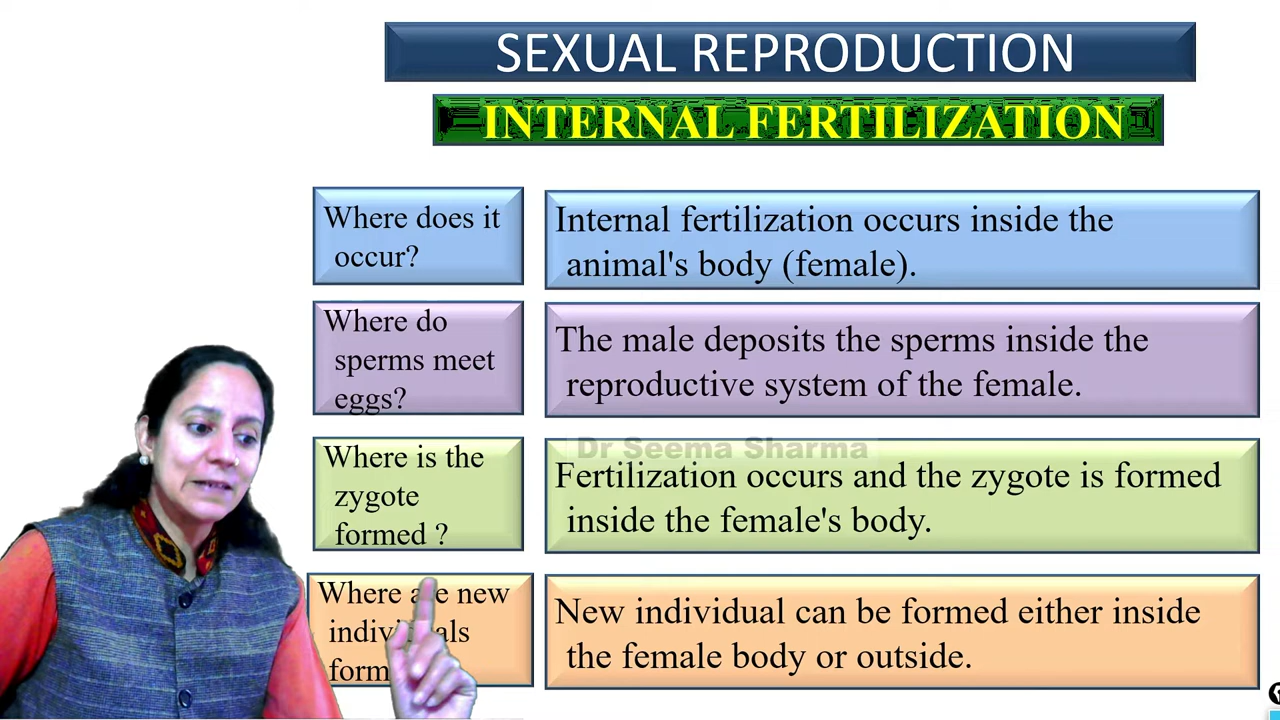 SEXUAL REPRODUCTION
INTERNAL FERTILIZATION
Where does it
occur?
Internal fertilization occurs inside the
animal's body (female).
Where do
sperms meet
eggs?
The male deposits the sperms inside the
reproductive system of the female.
Dr Seema Sharma
Where is the
zygote
formed ?
Fertilization occurs and the zygote is formed
inside the female's body.
Where are new
New individual can be formed either inside
the female body or outside.